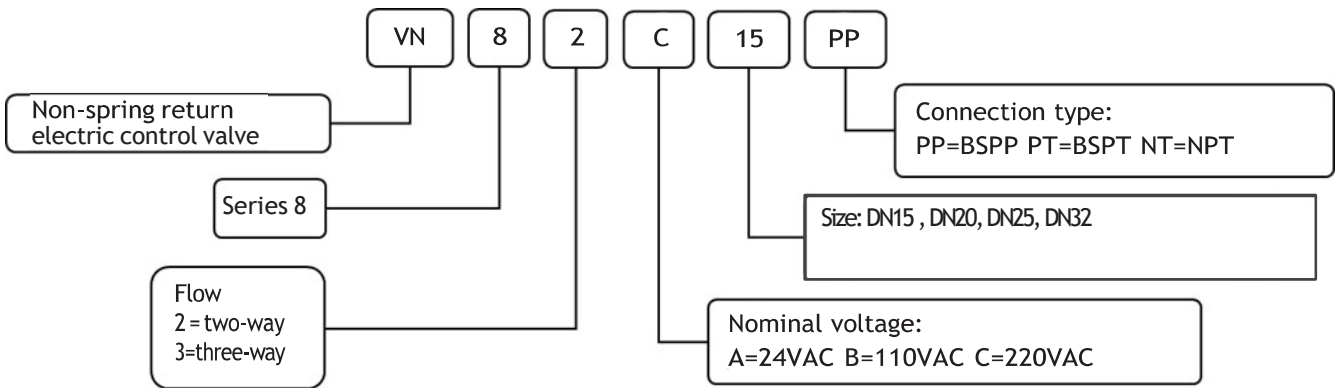 VN 8 2 C 15 PP
Non-spring return
electric control valve
Connection type:
PP=BSPP PT=BSPT NT=NPT
Series 8
Size: DN15 , DN20, DN25, DN32
Flow
2 = two-way
3=three-way
Nominal voltage:
A=24VAC B=110VAC C=220VAC